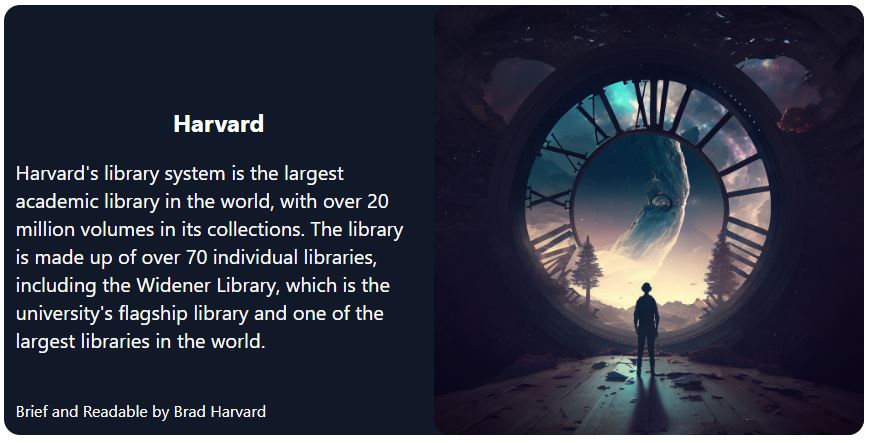 Harvard
Harvard's library system is the largest
academic library in the world, with over 20
million volumes in its collections. The library
is made up of over 70 individual libraries,
including the Widener Library, which is the
university's flagship library and one of the
largest libraries in the world.
Brief and Readable by Brad Harvard